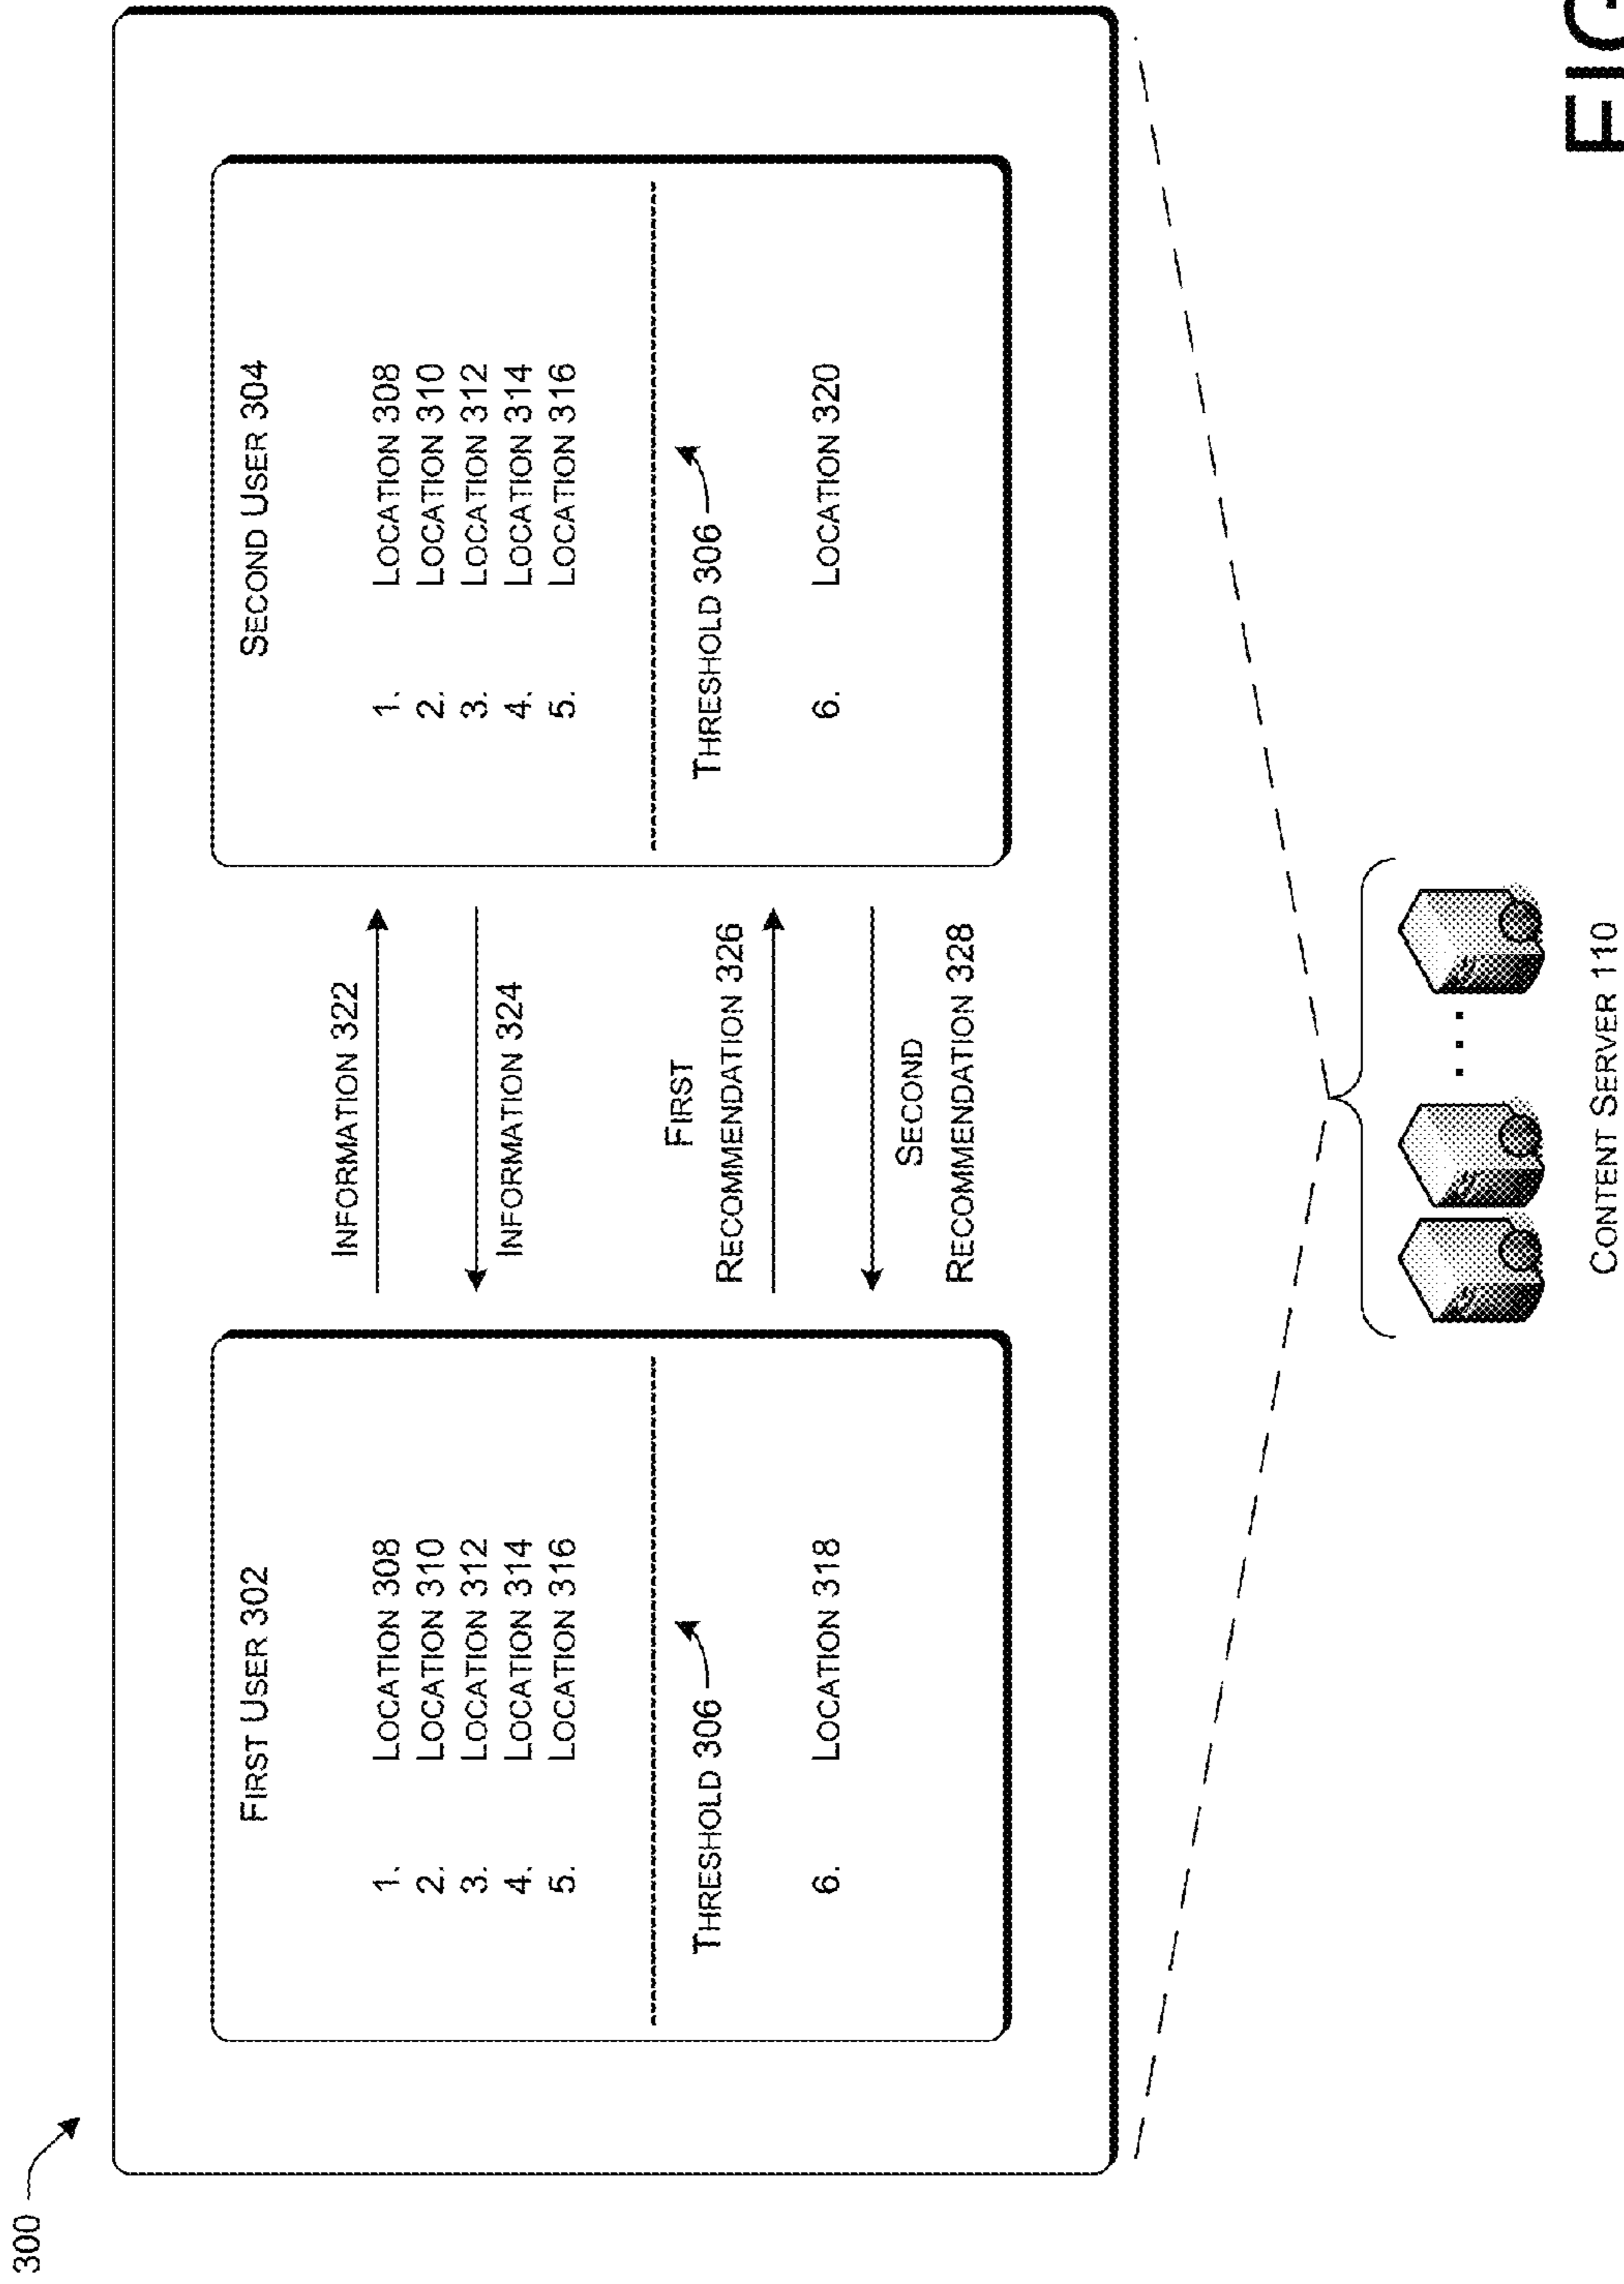 300
FIRST USER 302
1. LOCATION 308
2. LOCATION 310
3. LOCATION 312
4. LOCATION 314
5. LOCATION 316
THRESHOLD 306
6. LOCATION 318
INFORMATION 322
INFORMATION 324
FIRST
RECOMMENDATION 326
SECOND
RECOMMENDATION 328
SECOND USER 304
1. LOCATION 308
2. LOCATION 310
3. LOCATION 312
4. LOCATION 314
5. LOCATION 316
THRESHOLD 306
6. LOCATION 320
CONTENT SERVER 110